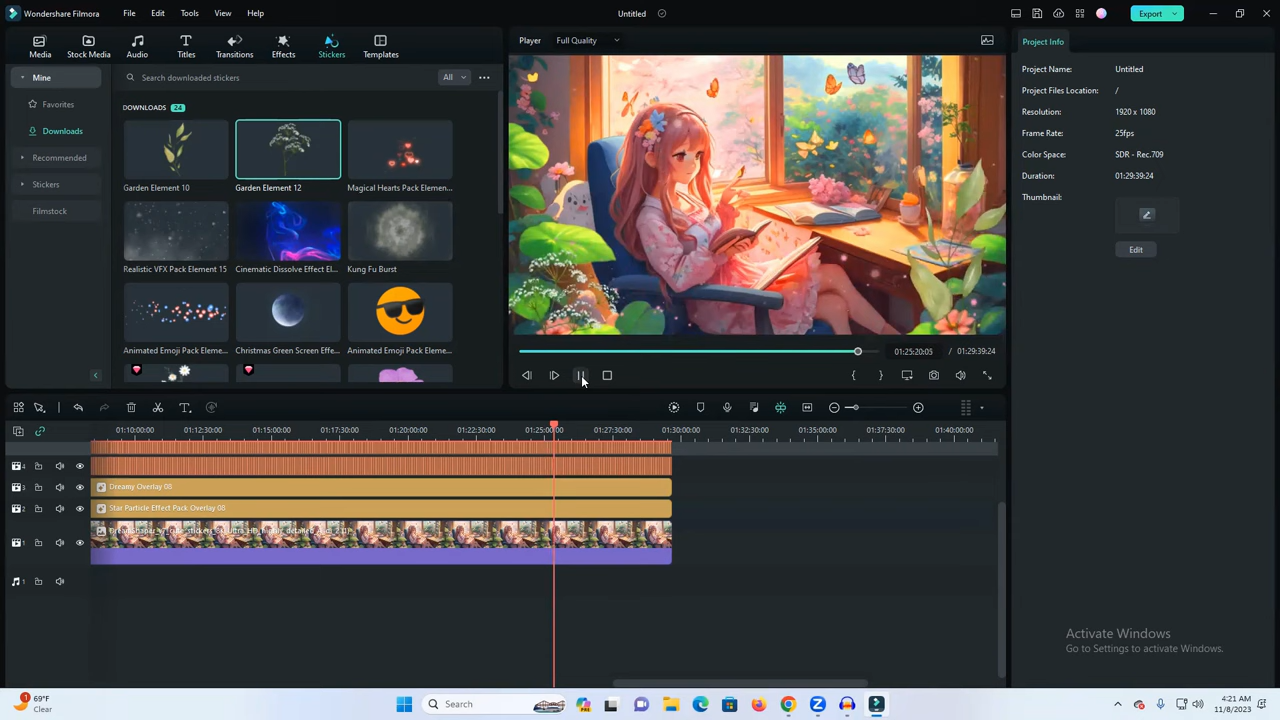 Wondershare Filmora File Edit Tools View Help Untitled Export
Media Stock Media Audio Titles Transitions Effects Stickers Templates
Player Full Quality
Project Info
Mine
Search downloaded stickers All
Favorites
Downloads
Recommended
Stickers
Filmstock
DOWNLOADS 24
Garden Element 10 Garden Element 12 Magical Hearts Pack Elemen...
Realistic VFX Pack Element 15 Cinematic Dissolve Effect El... Kung Fu Burst
Animated Emoji Pack Eleme... Christmas Green Screen Effe... Animated Emoji Pack Eleme...
Project Name: Untitled
Project Files Location: /
Resolution: 1920 x 1080
Frame Rate: 25fps
Color Space: SDR - Rec.709
Duration: 01:29:39:24
Thumbnail:
Edit
01:25:20:05 / 01:29:39:24
01:10:00:00 01:12:30:00 01:15:00:00 01:17:30:00 01:20:00:00 01:22:30:00 01:25:00:00 01:27:30:00 01:30:00:00 01:32:30:00 01:35:00:00 01:37:30:00 01:40:00:00
4
3 Dreamy Overlay 08
2 Star Particle Effect Pack Overlay 08
1
1
Activate Windows
Go to Settings to activate Windows.
1 69°F
Clear
Search
4:21 AM
11/8/2023